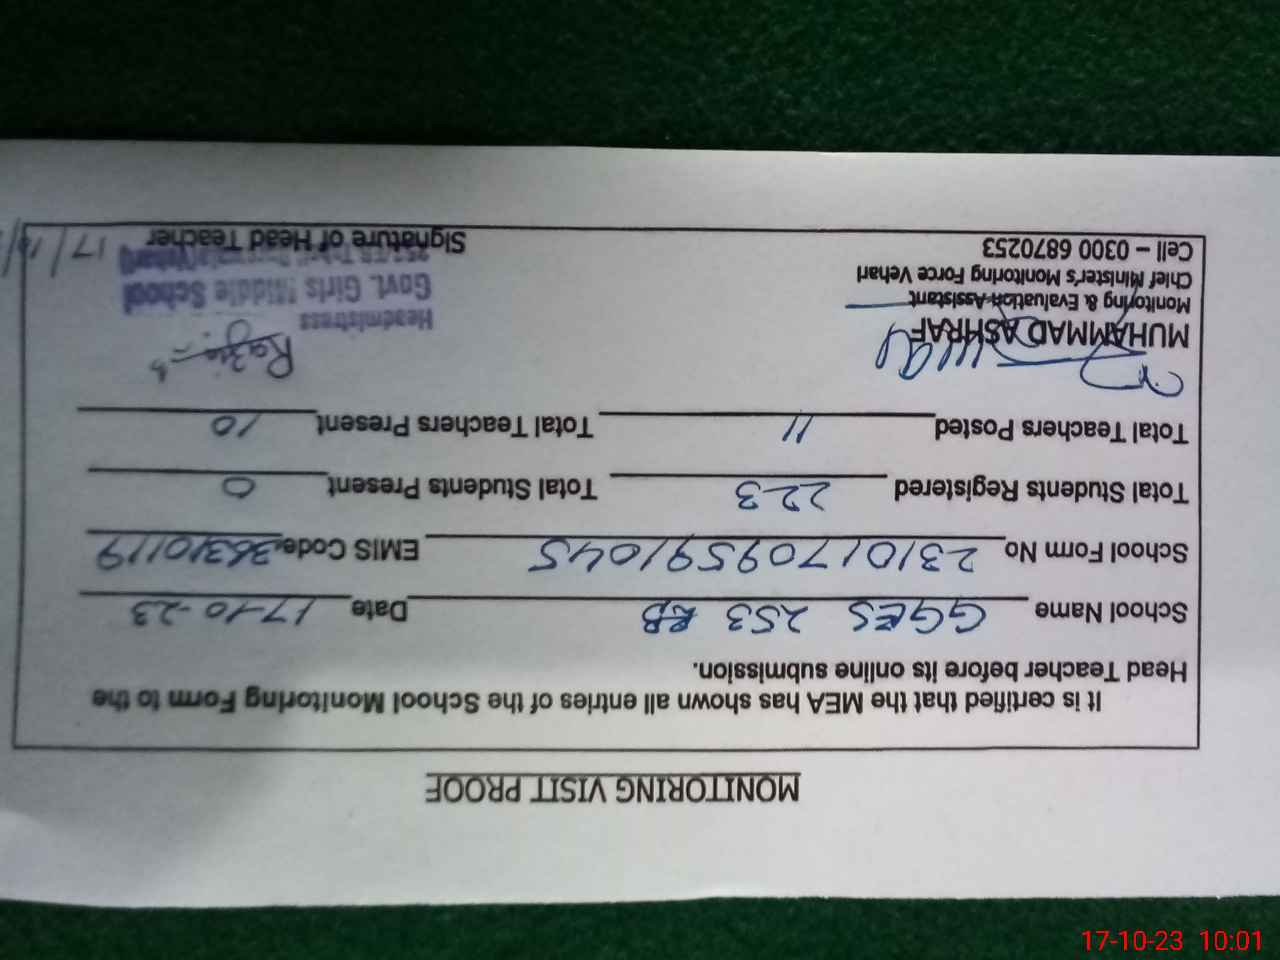 MONITORING VISIT PROOF
It is certified that the MEA has shown all entries of the School Monitoring Form to the
Head Teacher before its online submission.
School Name GGES 253 EB Date 17-10-23
School Form No 23101709591045 EMIS Code 36310119
Total Students Registered 223 Total Students Present 0
Total Teachers Posted 11 Total Teachers Present 10
MUHAMMAD ASHRAF
Monitoring & Evaluation Assistant
Chief Minister's Monitoring Force Vehari
Cell – 0300 6870253
Razia
Headmistress
Govt. Girls Middle School
Signature of Head Teacher
17/10/
17-10-23 10:01